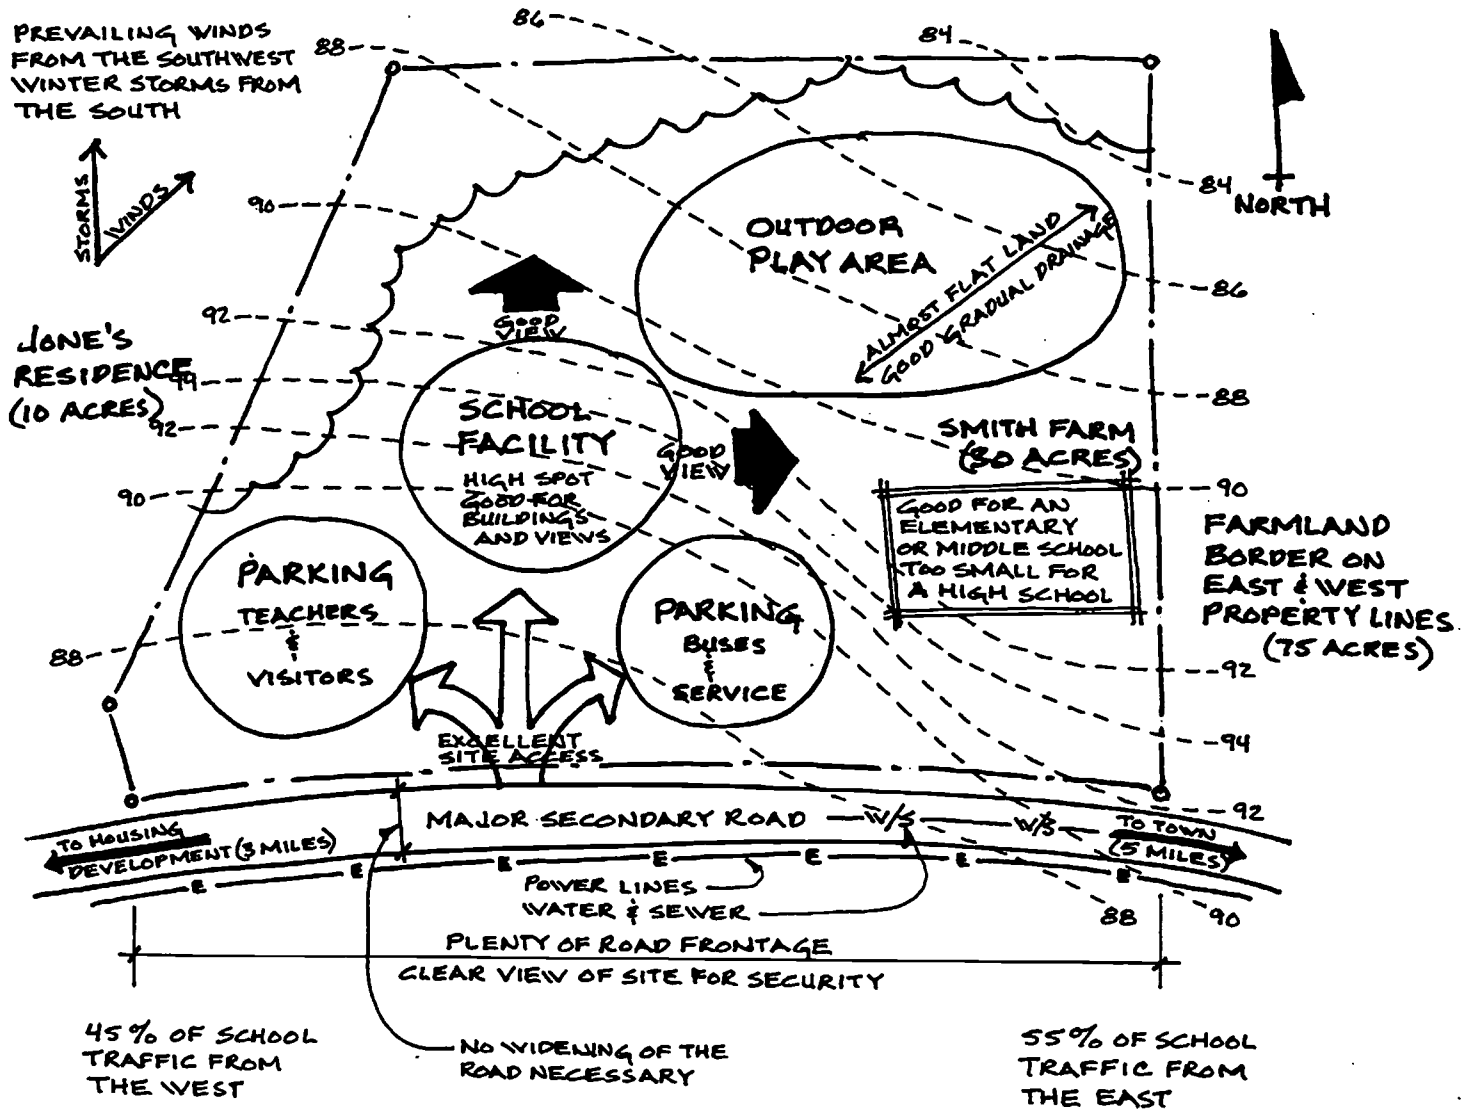 PREVAILING WINDS
FROM THE SOUTHWEST
WINTER STORMS FROM
THE SOUTH
STORMS
WINDS
88
86
84
84
NORTH
90
OUTDOOR
PLAY AREA
ALMOST FLAT LAND
GOOD GRADUAL DRAINAGE
86
92
GOOD
VIEW
JONE'S
RESIDENCE
(10 ACRES)
94
92
88
SCHOOL
FACILITY
HIGH SPOT
GOOD FOR
BUILDINGS
AND VIEWS
GOOD
VIEW
SMITH FARM
(30 ACRES)
90
90
GOOD FOR AN
ELEMENTARY
OR MIDDLE SCHOOL
TOO SMALL FOR
A HIGH SCHOOL
FARMLAND
BORDER ON
EAST & WEST
PROPERTY LINES
(75 ACRES)
PARKING
TEACHERS
&
VISITORS
PARKING
BUSES
&
SERVICE
88
92
94
92
EXCELLENT
SITE ACCESS
MAJOR SECONDARY ROAD
W/S
W/S
TO TOWN
(5 MILES)
TO HOUSING
DEVELOPMENT (3 MILES)
E
E
E
E
E
E
E
POWER LINES
WATER & SEWER
88
90
PLENTY OF ROAD FRONTAGE
CLEAR VIEW OF SITE FOR SECURITY
45% OF SCHOOL
TRAFFIC FROM
THE WEST
NO WIDENING OF THE
ROAD NECESSARY
55% OF SCHOOL
TRAFFIC FROM
THE EAST